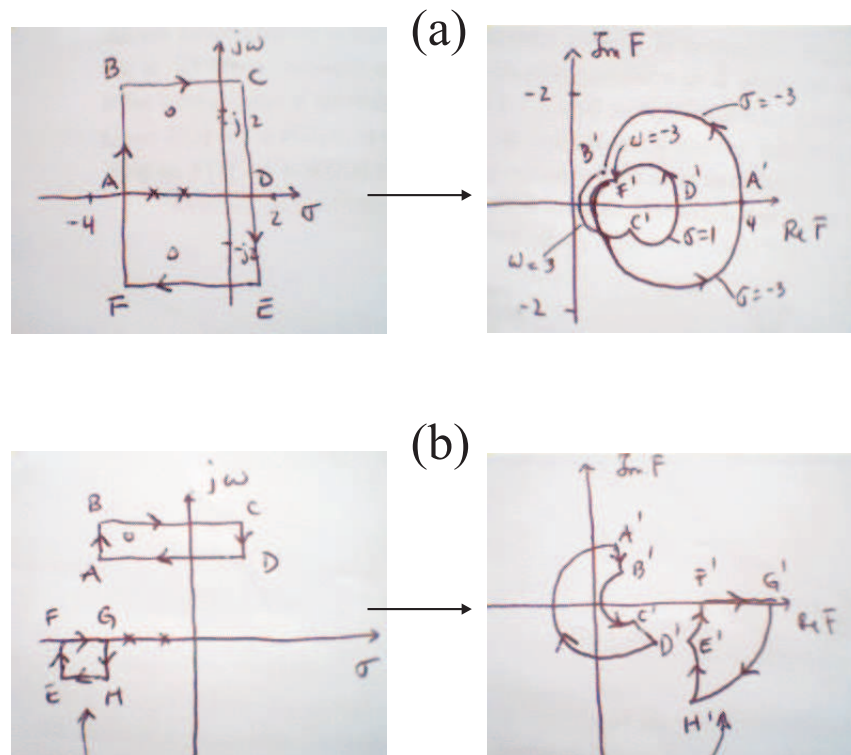 (a)
jω
B
C
j2
A
D
σ
-4
2
-j2
F
E
Im F
-2
σ=-3
B'
ω=-3
F'
D'
A'
C'
σ=1
4
Re F
ω=3
σ=-3
-2
(b)
jω
B
C
A
D
F
G
σ
E
H
Im F
A'
B'
F'
G'
C'
Re F
D'
E'
H'